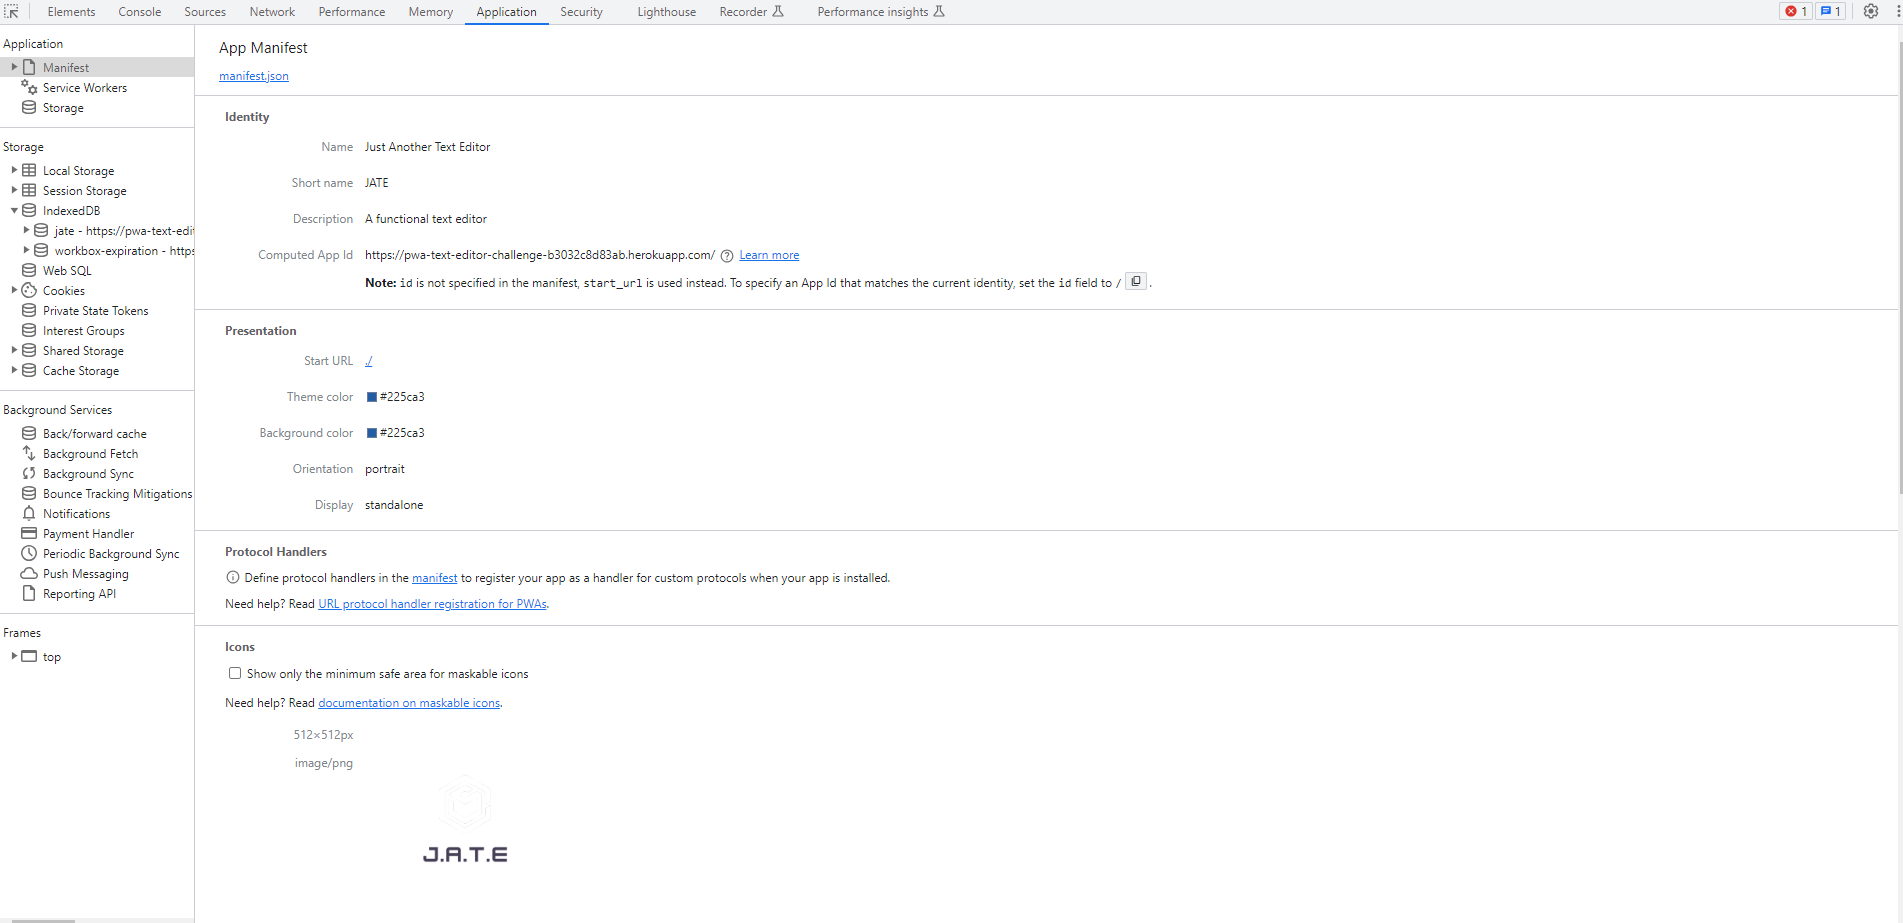 Elements Console Sources Network Performance Memory Application Security Lighthouse Recorder Performance insights 1 1
Application
Manifest
Service Workers
Storage
Storage
Local Storage
Session Storage
IndexedDB
jate - https://pwa-text-edit
workbox-expiration - https
Web SQL
Cookies
Private State Tokens
Interest Groups
Shared Storage
Cache Storage
Background Services
Back/forward cache
Background Fetch
Background Sync
Bounce Tracking Mitigations
Notifications
Payment Handler
Periodic Background Sync
Push Messaging
Reporting API
Frames
top
App Manifest
manifest.json
Identity
Name Just Another Text Editor
Short name JATE
Description A functional text editor
Computed App Id https://pwa-text-editor-challenge-b3032c8d83ab.herokuapp.com/ Learn more
Note: id is not specified in the manifest, start_url is used instead. To specify an App Id that matches the current identity, set the id field to / .
Presentation
Start URL ./
Theme color #225ca3
Background color #225ca3
Orientation portrait
Display standalone
Protocol Handlers
Define protocol handlers in the manifest to register your app as a handler for custom protocols when your app is installed.
Need help? Read URL protocol handler registration for PWAs.
Icons
Show only the minimum safe area for maskable icons
Need help? Read documentation on maskable icons.
512×512px
image/png
J.A.T.E